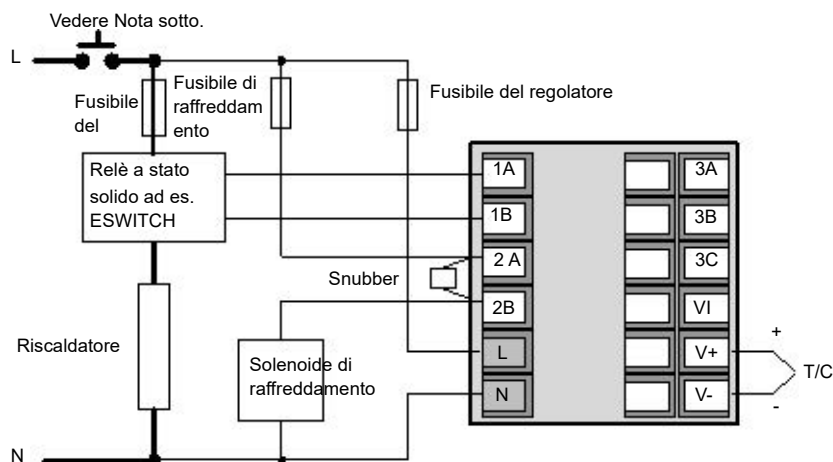 Vedere Nota sotto.
L
Fusibile del
Fusibile di
raffreddam
ento
Fusibile del regolatore
Relè a stato
solido ad es.
ESWITCH
1A
1B
2 A
2B
L
N
3A
3B
3C
VI
V+
V-
Snubber
Riscaldatore
Solenoide di
raffreddamento
+
T/C
-
N